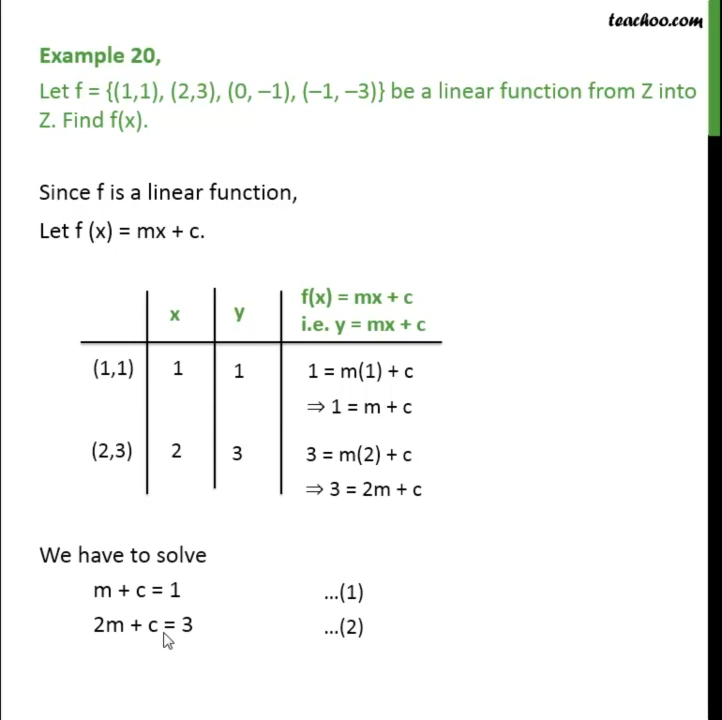 teachoo.com
Example 20,
Let f = {(1,1), (2,3), (0, –1), (–1, –3)} be a linear function from Z into
Z. Find f(x).
Since f is a linear function,
Let f (x) = mx + c.
x y f(x) = mx + c
i.e. y = mx + c
(1,1) 1 1 1 = m(1) + c
⇒ 1 = m + c
(2,3) 2 3 3 = m(2) + c
⇒ 3 = 2m + c
We have to solve
m + c = 1 ...(1)
2m + c = 3 ...(2)